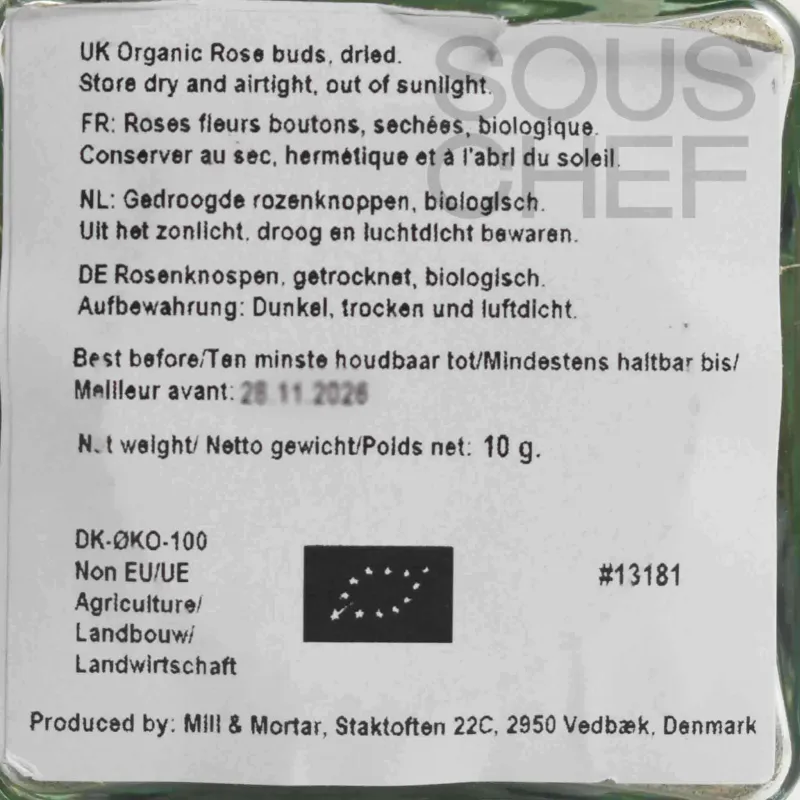 SOUS
CHEF
UK Organic Rose buds, dried.
Store dry and airtight, out of sunlight.
FR: Roses fleurs boutons, sechées, biologique.
Conserver au sec, hermétique et à l'abri du soleil.
NL: Gedroogde rozenknoppen, biologisch.
Uit het zonlicht, droog en luchtdicht bewaren.
DE Rosenknospen, getrocknet, biologisch.
Aufbewahrung: Dunkel, trocken und luftdicht.
Best before/Ten minste houdbaar tot/Mindestens haltbar bis/
Meilleur avant:
Net weight/ Netto gewicht/Poids net: 10 g.
DK-ØKO-100
Non EU/UE
Agriculture/
Landbouw/
Landwirtschaft
#13181
Produced by: Mill & Mortar, Staktoften 22C, 2950 Vedbæk, Denmark